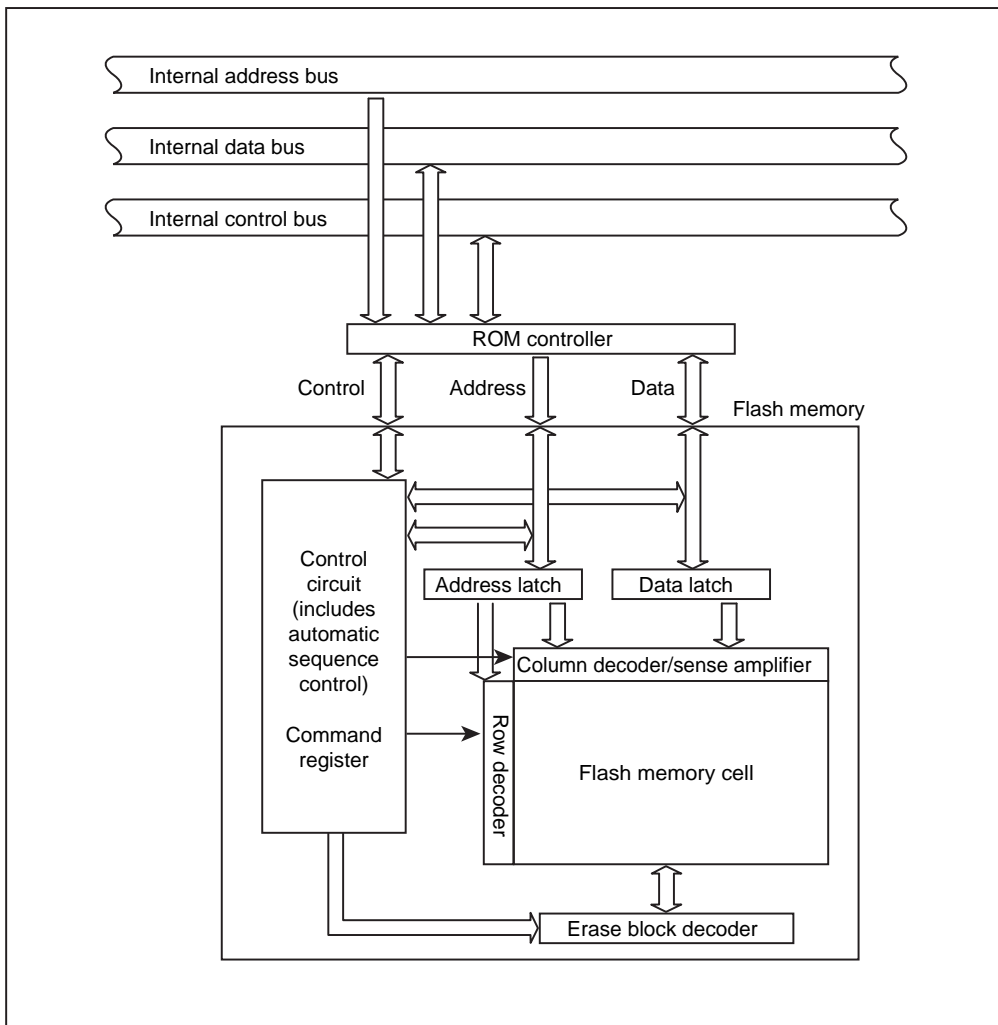 Internal address bus
Internal data bus
Internal control bus
ROM controller
Control
Address
Data
Flash memory
Control
circuit
(includes
automatic
sequence
control)
Command
register
Address latch
Data latch
Column decoder/sense amplifier
Row decoder
Flash memory cell
Erase block decoder